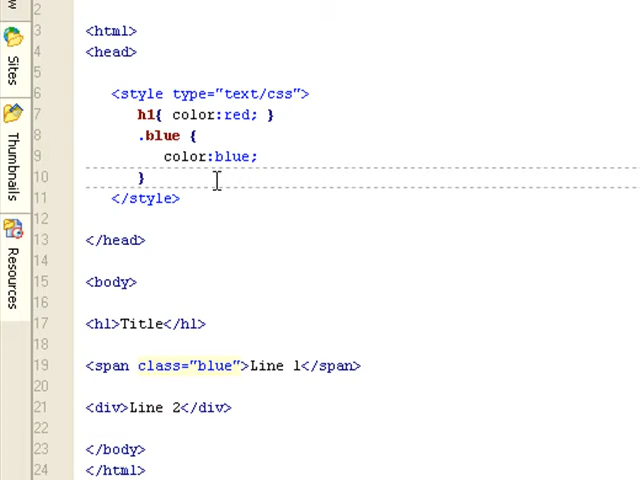 w
Sites
Thumbnails
Resources
2
3 <html>
4 <head>
5
6 <style type="text/css">
7 h1{ color:red; }
8 .blue {
9 color:blue;
10 }
11 </style>
12
13 </head>
14
15 <body>
16
17 <h1>Title</h1>
18
19 <span class="blue">Line 1</span>
20
21 <div>Line 2</div>
22
23 </body>
24 </html>